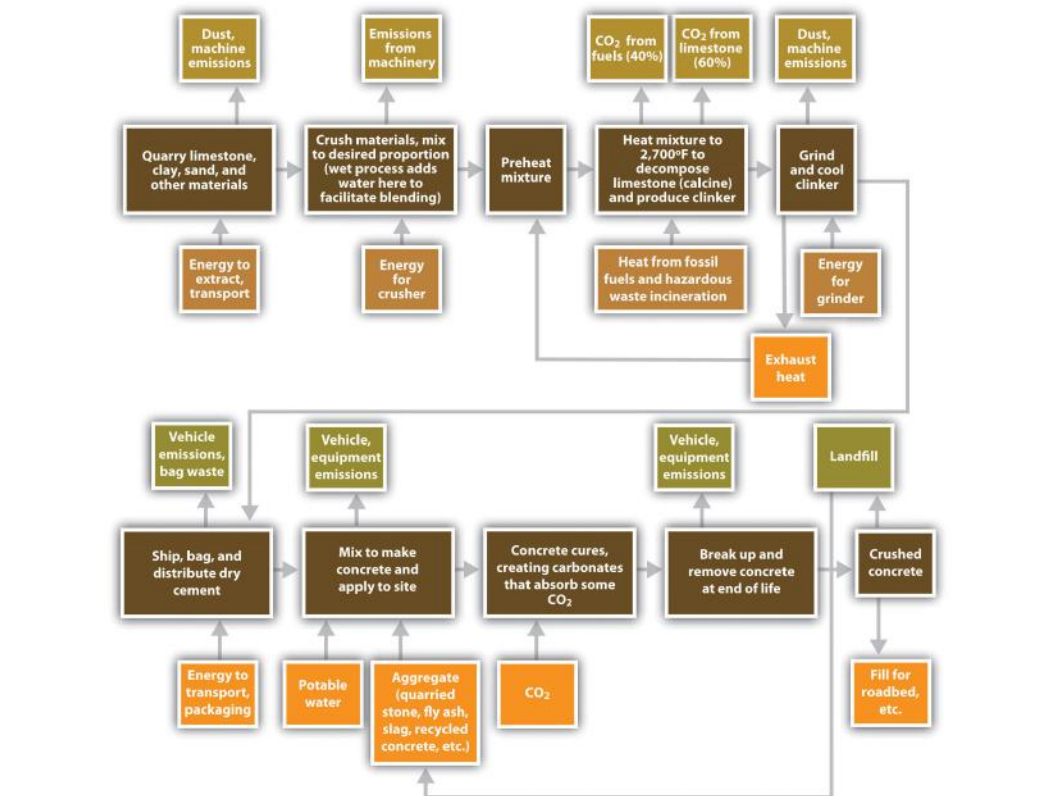 Dust,
machine
emissions
Emissions
from
machinery
CO₂ from
fuels (40%)
CO₂ from
limestone
(60%)
Dust,
machine
emissions
Quarry limestone,
clay, sand, and
other materials
Crush materials, mix
to desired proportion
(wet process adds
water here to
facilitate blending)
Preheat
mixture
Heat mixture to
2,700ºF to
decompose
limestone (calcine)
and produce clinker
Grind
and cool
clinker
Energy to
extract,
transport
Energy
for
crusher
Heat from fossil
fuels and hazardous
waste incineration
Energy
for
grinder
Exhaust
heat
Vehicle
emissions,
bag waste
Vehicle,
equipment
emissions
Vehicle,
equipment
emissions
Landfill
Ship, bag, and
distribute dry
cement
Mix to make
concrete and
apply to site
Concrete cures,
creating carbonates
that absorb some
CO₂
Break up and
remove concrete
at end of life
Crushed
concrete
Energy to
transport,
packaging
Potable
water
Aggregate
(quarried
stone, fly ash,
slag, recycled
concrete, etc.)
CO₂
Fill for
roadbed,
etc.